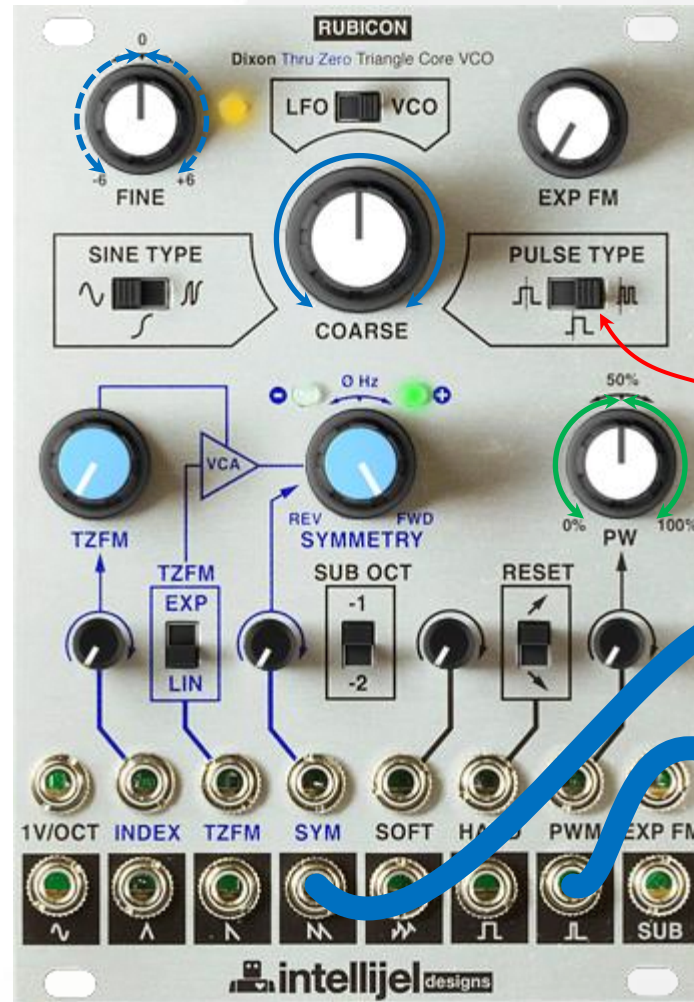 RUBICON
Dixon Thru Zero Triangle Core VCO
0
LFO VCO
-6 +6
FINE
EXP FM
SINE TYPE
PULSE TYPE
COARSE
Ø Hz
50%
- +
VCA
REV FWD
0% 100%
TZFM
SYMMETRY
PW
TZFM
SUB OCT
RESET
EXP
-1
LIN
-2
1V/OCT INDEX TZFM SYM SOFT HARD PWM EXP FM
SUB
intellijel designs